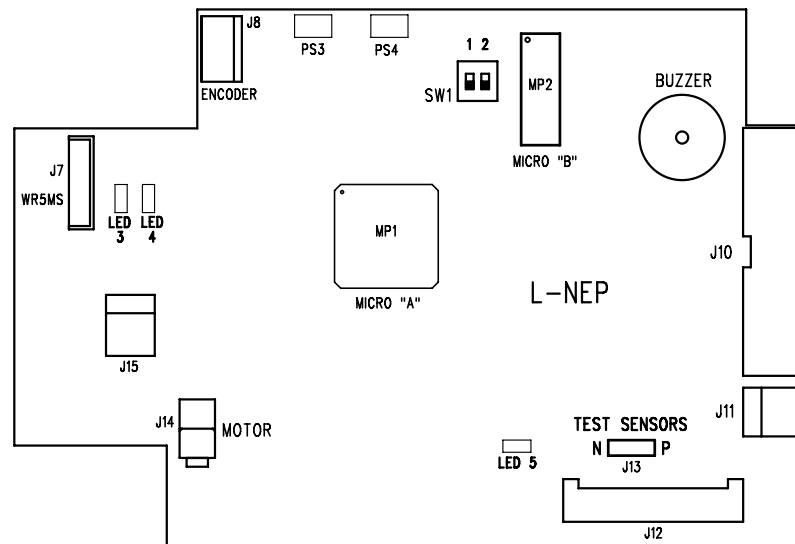 J8
PS3
PS4
ENCODER
1 2
SW1
MP2
MICRO "B"
BUZZER
J7
WR5MS
LED
3
LED
4
MP1
MICRO "A"
J10
L-NEP
J15
J14
MOTOR
J11
TEST SENSORS
N
P
J13
LED 5
J12